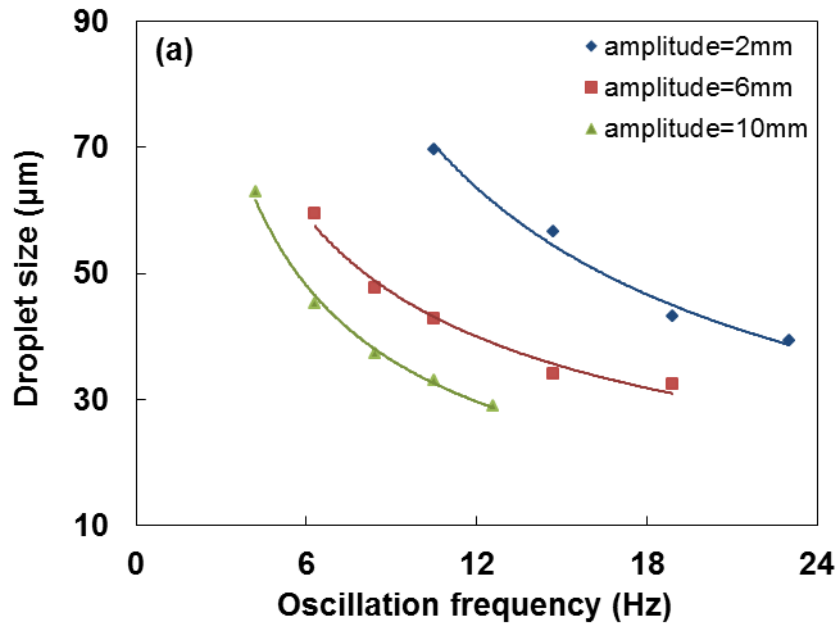 (a)
amplitude=2mm
amplitude=6mm
amplitude=10mm
Droplet size (µm)
90
70
50
30
10
0 6 12 18 24
Oscillation frequency (Hz)